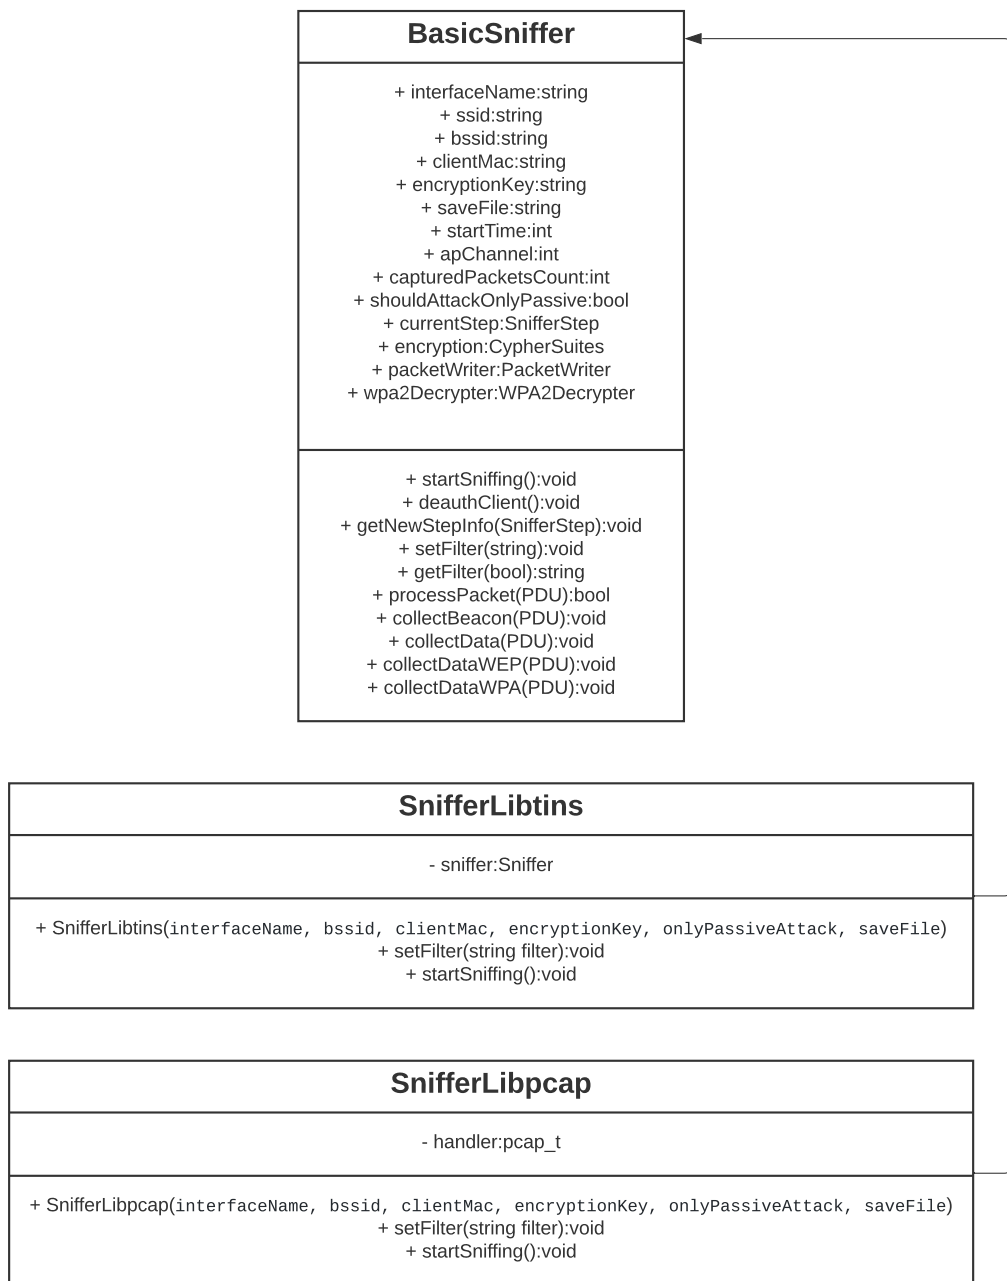 BasicSniffer
+ interfaceName:string
+ ssid:string
+ bssid:string
+ clientMac:string
+ encryptionKey:string
+ saveFile:string
+ startTime:int
+ apChannel:int
+ capturedPacketsCount:int
+ shouldAttackOnlyPassive:bool
+ currentStep:SnifferStep
+ encryption:CypherSuites
+ packetWriter:PacketWriter
+ wpa2Decrypter:WPA2Decrypter
+ startSniffing():void
+ deauthClient():void
+ getNewStepInfo(SnifferStep):void
+ setFilter(string):void
+ getFilter(bool):string
+ processPacket(PDU):bool
+ collectBeacon(PDU):void
+ collectData(PDU):void
+ collectDataWEP(PDU):void
+ collectDataWPA(PDU):void
SnifferLibtins
- sniffer:Sniffer
+ SnifferLibtins(interfaceName, bssid, clientMac, encryptionKey, onlyPassiveAttack, saveFile)
+ setFilter(string filter):void
+ startSniffing():void
SnifferLibpcap
- handler:pcap_t
+ SnifferLibpcap(interfaceName, bssid, clientMac, encryptionKey, onlyPassiveAttack, saveFile)
+ setFilter(string filter):void
+ startSniffing():void